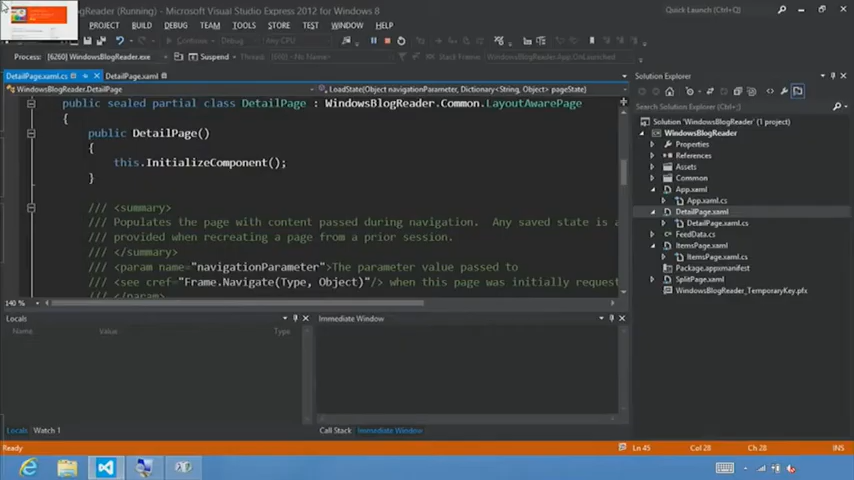 BlogReader (Running) - Microsoft Visual Studio Express 2012 for Windows 8
Quick Launch (Ctrl+Q)
PROJECT BUILD DEBUG TEAM TOOLS STORE TEST WINDOW HELP
Continue
Process: [6260] WindowsBlogReader.exe Suspend Thread: Stack Frame: WindowsBlogReader.App.OnLaunched
DetailPage.xaml.cs DetailPage.xaml
WindowsBlogReader.DetailPage LoadState(Object navigationParameter, Dictionary<String, Object> pageState)
public sealed partial class DetailPage : WindowsBlogReader.Common.LayoutAwarePage
{
public DetailPage()
{
this.InitializeComponent();
}
/// <summary>
/// Populates the page with content passed during navigation. Any saved state is a
/// provided when recreating a page from a prior session.
/// </summary>
/// <param name="navigationParameter">The parameter value passed to
/// <see cref="Frame.Navigate(Type, Object)"/> when this page was initially request
/// </param>
140 %
Solution Explorer
Search Solution Explorer (Ctrl+;)
Solution 'WindowsBlogReader' (1 project)
WindowsBlogReader
Properties
References
Assets
Common
App.xaml
App.xaml.cs
DetailPage.xaml
DetailPage.xaml.cs
FeedData.cs
ItemsPage.xaml
ItemsPage.xaml.cs
Package.appxmanifest
SplitPage.xaml
WindowsBlogReader_TemporaryKey.pfx
Locals
Name Value Type
Immediate Window
Locals Watch 1
Call Stack Immediate Window
Ready
Ln 45 Col 28 Ch 28 INS